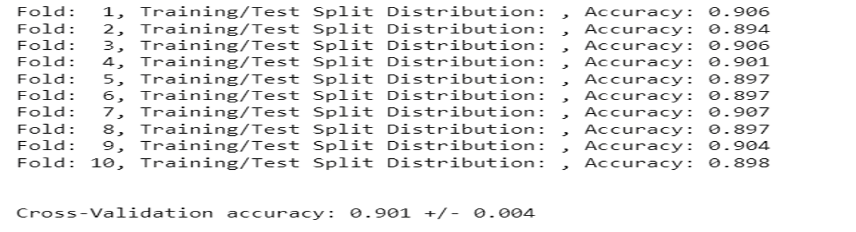 Fold:  1, Training/Test Split Distribution: , Accuracy: 0.906
Fold:  2, Training/Test Split Distribution: , Accuracy: 0.894
Fold:  3, Training/Test Split Distribution: , Accuracy: 0.906
Fold:  4, Training/Test Split Distribution: , Accuracy: 0.901
Fold:  5, Training/Test Split Distribution: , Accuracy: 0.897
Fold:  6, Training/Test Split Distribution: , Accuracy: 0.897
Fold:  7, Training/Test Split Distribution: , Accuracy: 0.907
Fold:  8, Training/Test Split Distribution: , Accuracy: 0.897
Fold:  9, Training/Test Split Distribution: , Accuracy: 0.904
Fold: 10, Training/Test Split Distribution: , Accuracy: 0.898
Cross-Validation accuracy: 0.901 +/- 0.004